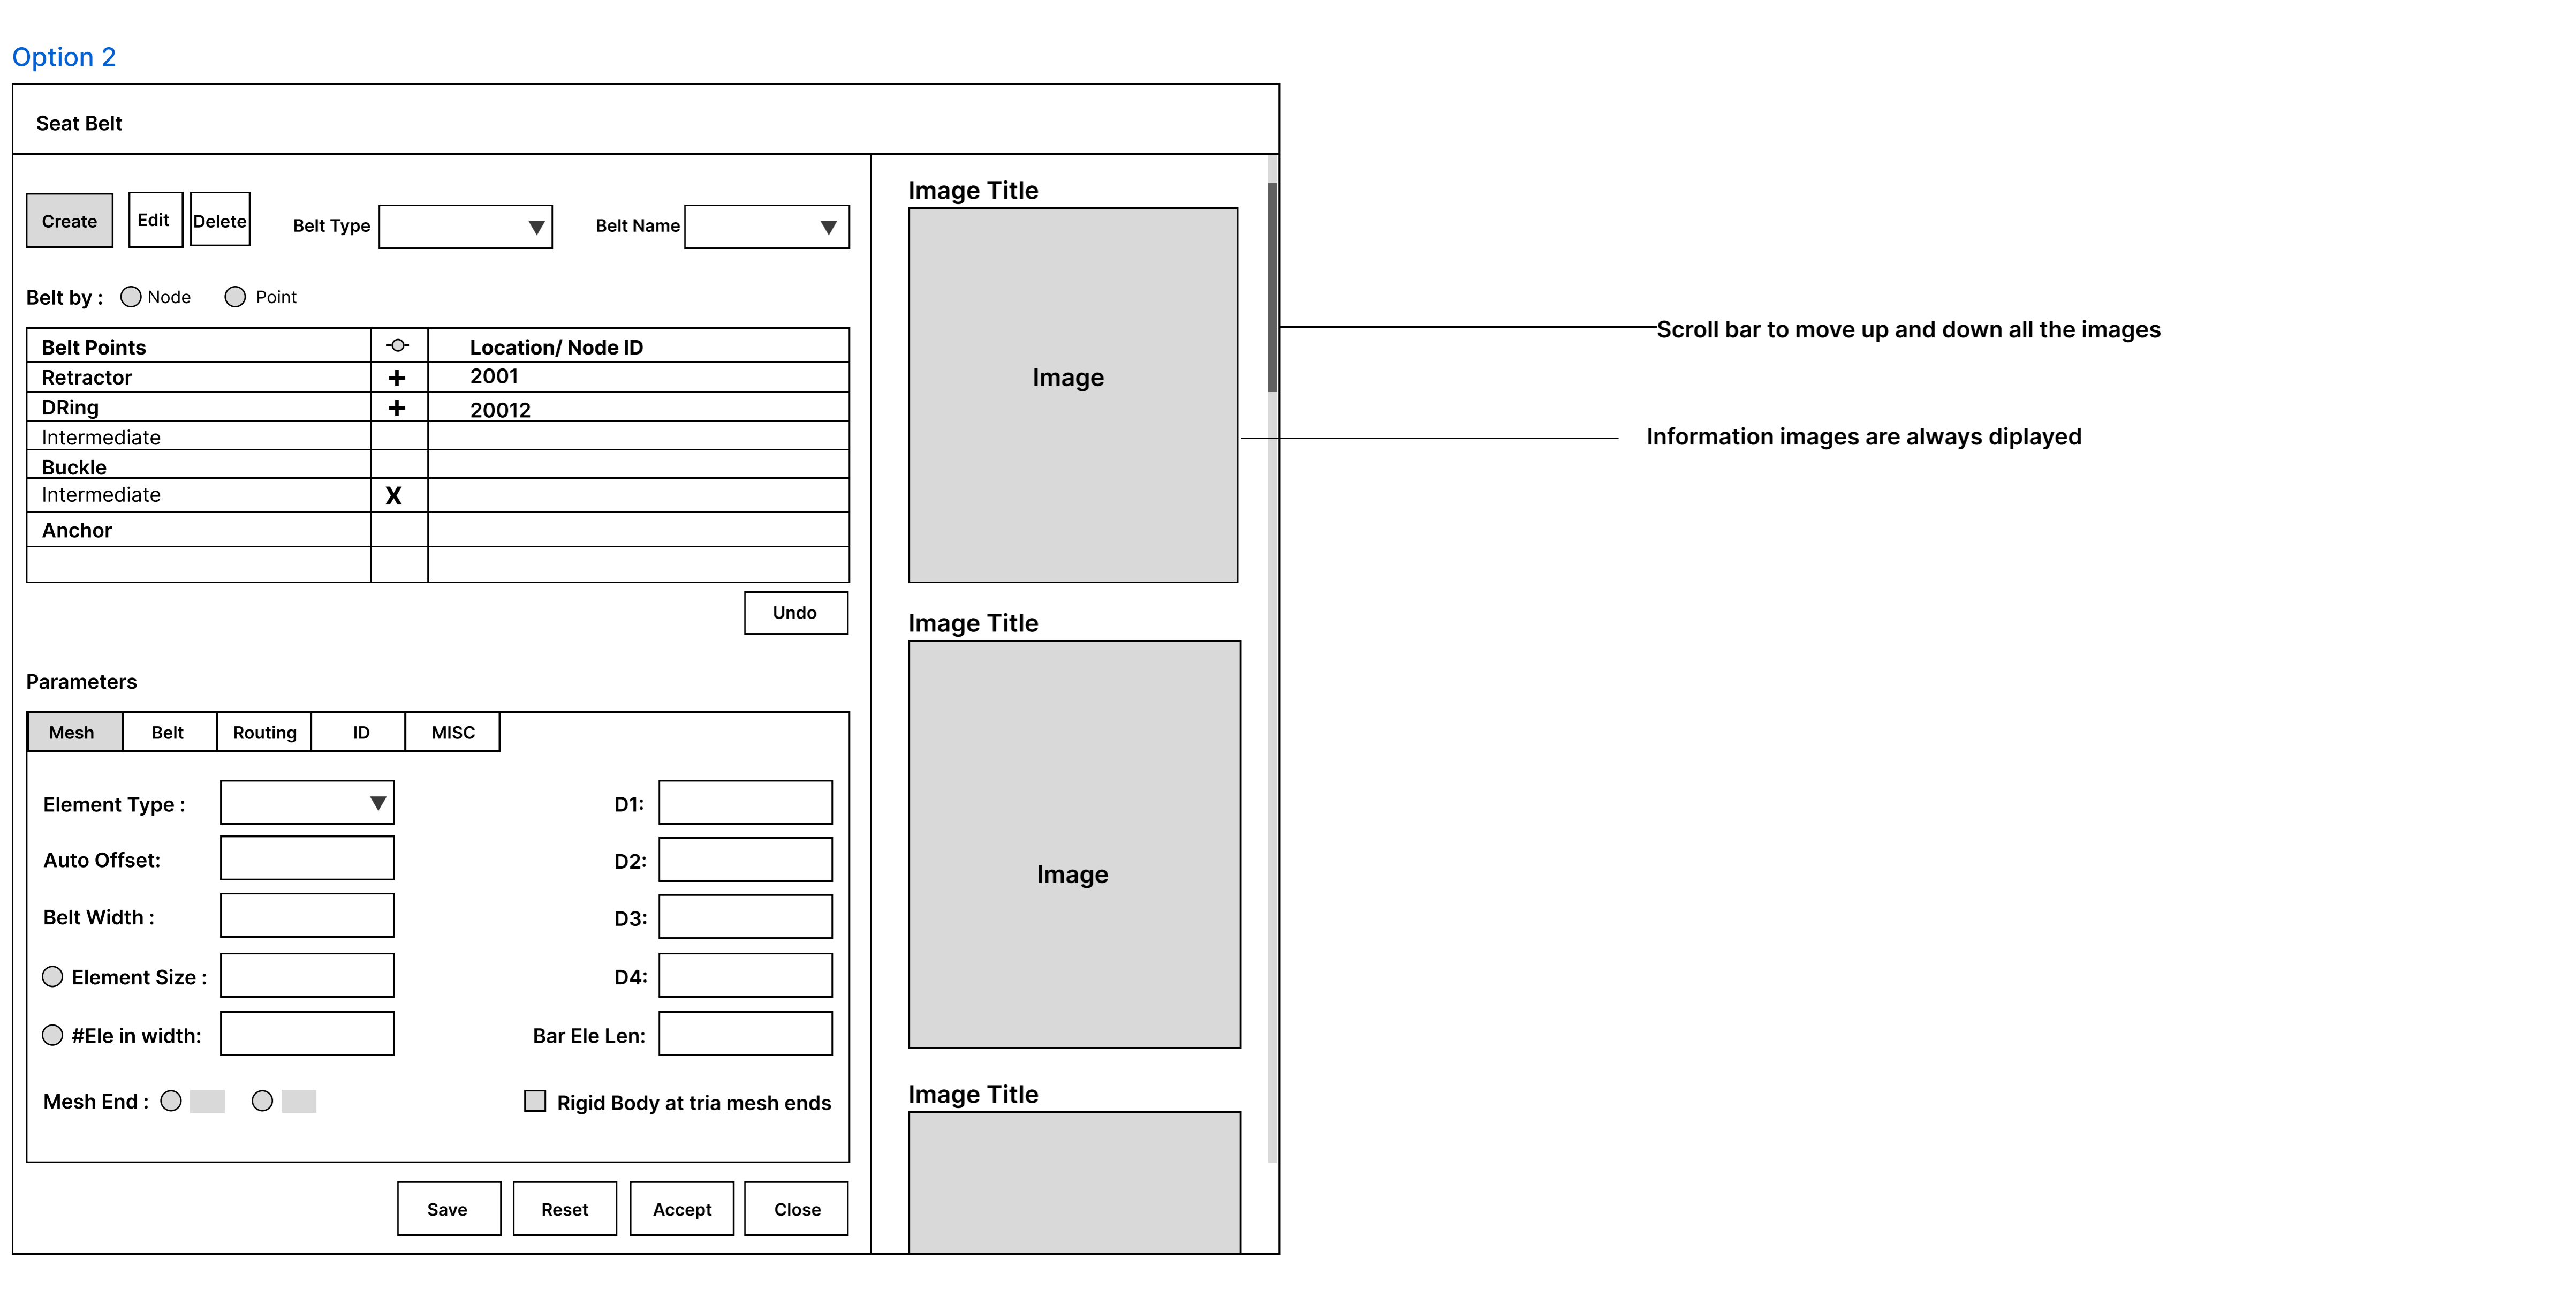 Option 2
Seat Belt
Create Edit Delete Belt Type Belt Name
Belt by : Node Point
Belt Points Location/ Node ID
Retractor + 2001
DRing + 20012
Intermediate
Buckle
Intermediate X
Anchor
Undo
Parameters
Mesh Belt Routing ID MISC
Element Type : D1:
Auto Offset: D2:
Belt Width : D3:
Element Size : D4:
#Ele in width: Bar Ele Len:
Mesh End : Rigid Body at tria mesh ends
Save Reset Accept Close
Image Title
Image
Image Title
Image
Image Title
Scroll bar to move up and down all the images
Information images are always diplayed